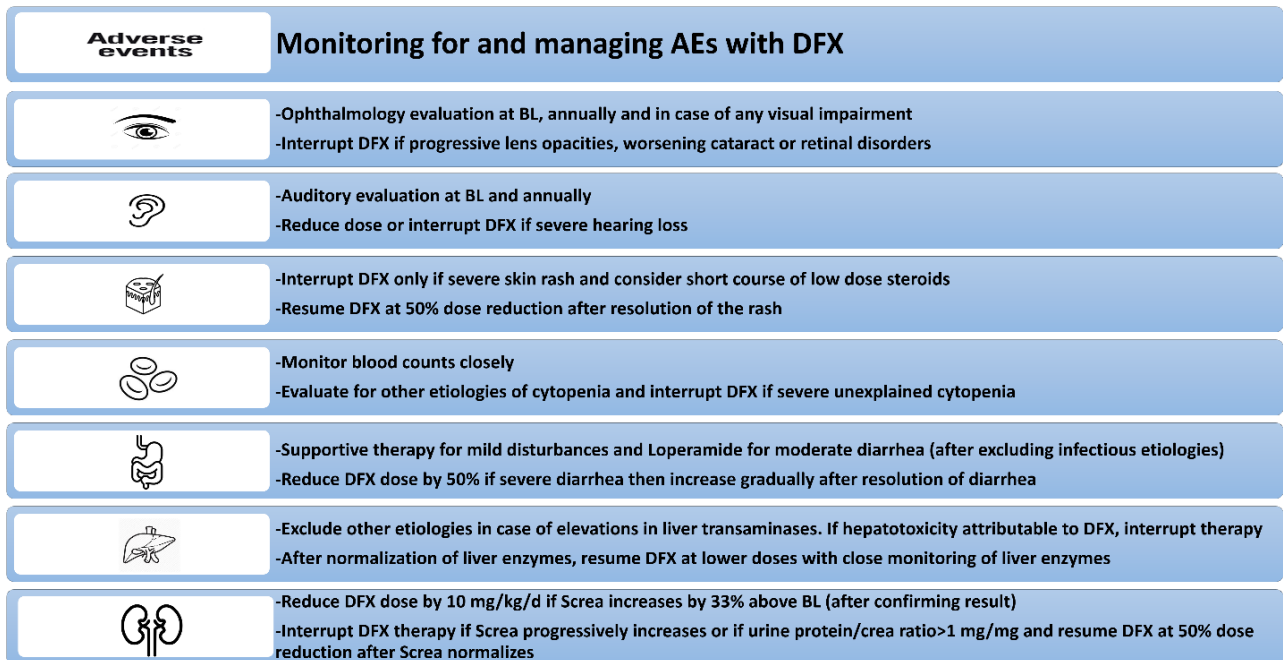 Adverse
events
Monitoring for and managing AEs with DFX
-Ophthalmology evaluation at BL, annually and in case of any visual impairment
-Interrupt DFX if progressive lens opacities, worsening cataract or retinal disorders
-Auditory evaluation at BL and annually
-Reduce dose or interrupt DFX if severe hearing loss
-Interrupt DFX only if severe skin rash and consider short course of low dose steroids
-Resume DFX at 50% dose reduction after resolution of the rash
-Monitor blood counts closely
-Evaluate for other etiologies of cytopenia and interrupt DFX if severe unexplained cytopenia
-Supportive therapy for mild disturbances and Loperamide for moderate diarrhea (after excluding infectious etiologies)
-Reduce DFX dose by 50% if severe diarrhea then increase gradually after resolution of diarrhea
-Exclude other etiologies in case of elevations in liver transaminases. If hepatotoxicity attributable to DFX, interrupt therapy
-After normalization of liver enzymes, resume DFX at lower doses with close monitoring of liver enzymes
-Reduce DFX dose by 10 mg/kg/d if Screa increases by 33% above BL (after confirming result)
-Interrupt DFX therapy if Screa progressively increases or if urine protein/crea ratio>1 mg/mg and resume DFX at 50% dose
reduction after Screa normalizes